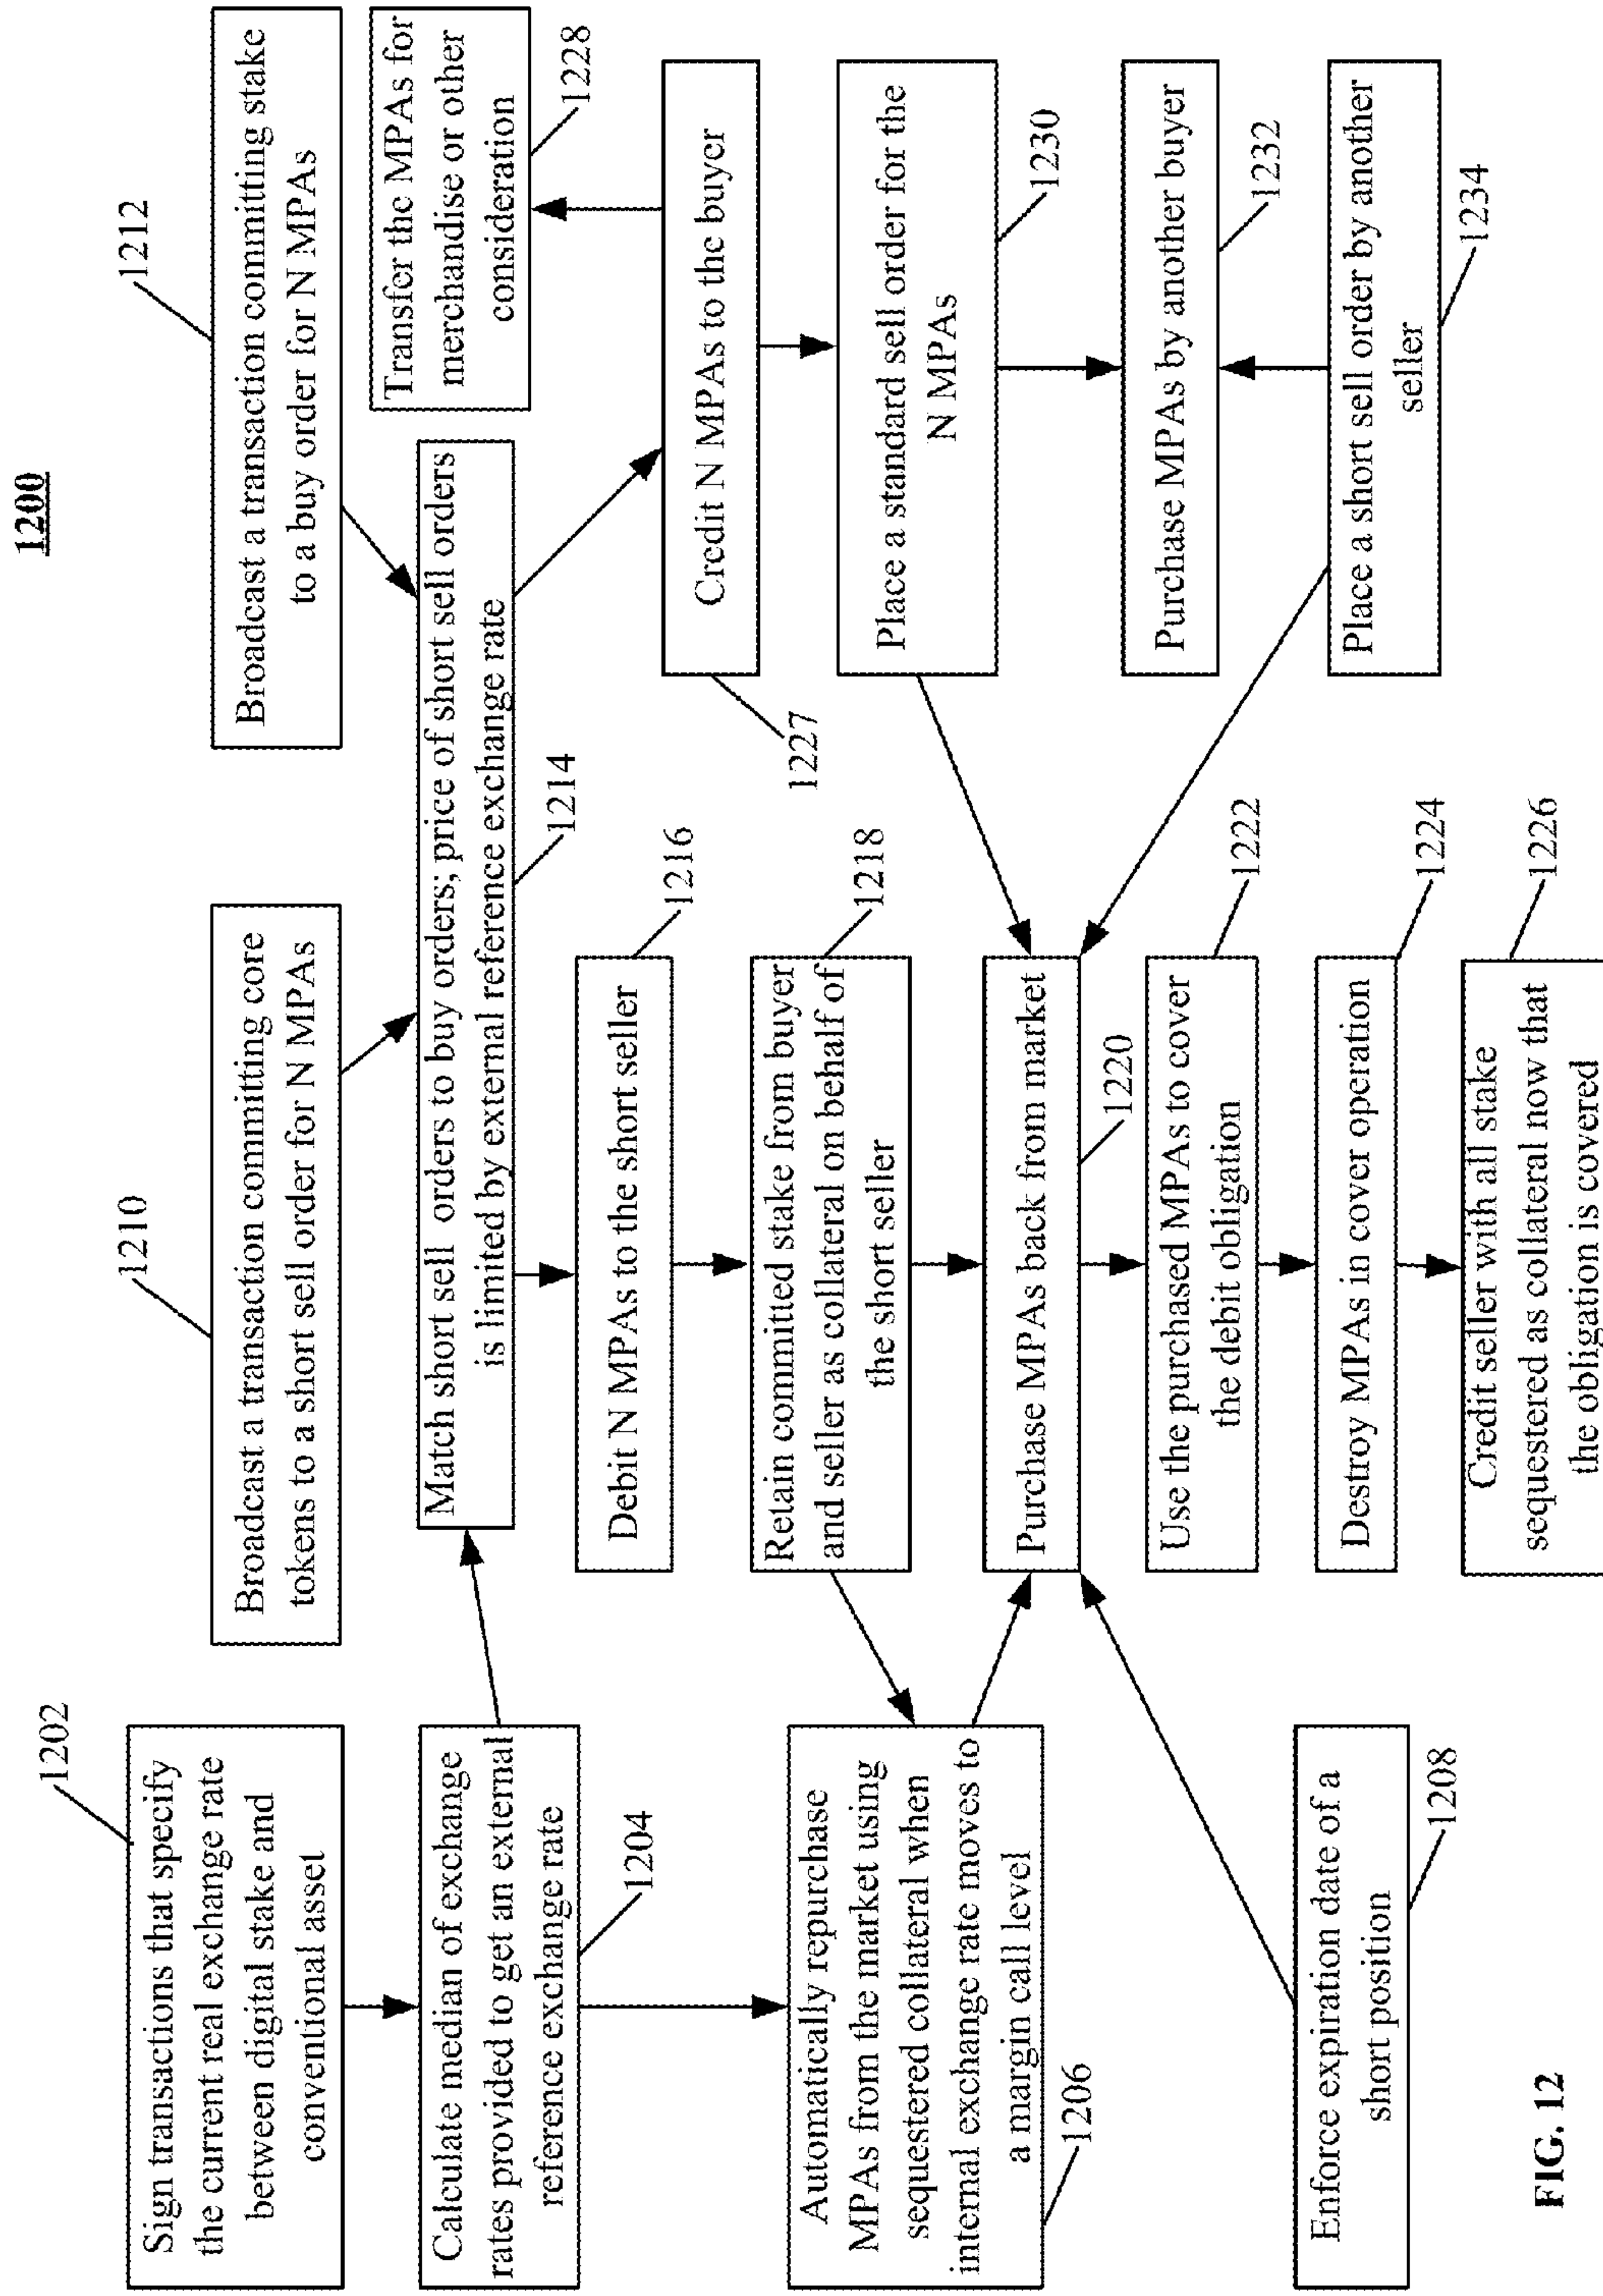 1200
1202
Sign transactions that specify
the current real exchange rate
between digital stake and
conventional asset
Calculate median of exchange
rates provided to get an external
reference exchange rate
1204
Automatically repurchase
MPAs from the market using
sequestered collateral when
internal exchange rate moves to
a margin call level
1206
Enforce expiration date of a
short position
1208
1210
Broadcast a transaction committing core
tokens to a short sell order for N MPAs
1212
Broadcast a transaction committing stake
to a buy order for N MPAs
Match short sell orders to buy orders; price of short sell orders
is limited by external reference exchange rate
1214
Debit N MPAs to the short seller
1216
Retain committed stake from buyer
and seller as collateral on behalf of
the short seller
1218
Purchase MPAs back from market
1220
Use the purchased MPAs to cover
the debit obligation
1222
Destroy MPAs in cover operation
1224
Credit seller with all stake
sequestered as collateral now that
the obligation is covered
1226
Transfer the MPAs for
merchandise or other
consideration
1228
Credit N MPAs to the buyer
1227
Place a standard sell order for the
N MPAs
1230
Purchase MPAs by another buyer
1232
Place a short sell order by another
seller
1234
FIG. 12